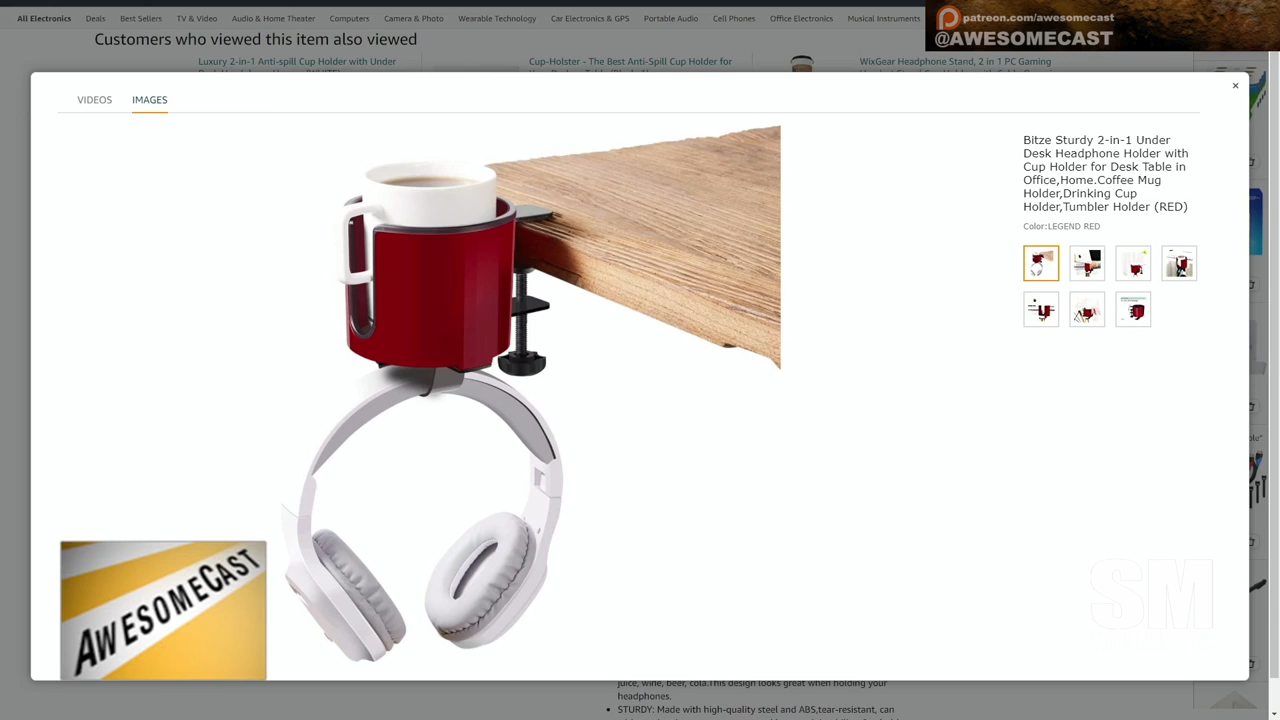 All Electronics Deals Best Sellers TV & Video Audio & Home Theater Computers Camera & Photo Wearable Technology Car Electronics & GPS Portable Audio Cell Phones Office Electronics Musical Instruments
patreon.com/awesomecast
@AWESOMECAST
Customers who viewed this item also viewed
Luxury 2-in-1 Anti-spill Cup Holder with Under
Cup-Holster - The Best Anti-Spill Cup Holder for
WixGear Headphone Stand, 2 in 1 PC Gaming
VIDEOS IMAGES
×
Bitze Sturdy 2-in-1 Under
Desk Headphone Holder with
Cup Holder for Desk Table in
Office,Home.Coffee Mug
Holder,Drinking Cup
Holder,Tumbler Holder (RED)
Color:LEGEND RED
AWESOMECAST
SM
juice, wine, beer, cola.This design looks great when holding your
headphones.
STURDY: Made with high-quality steel and ABS,tear-resistant, can